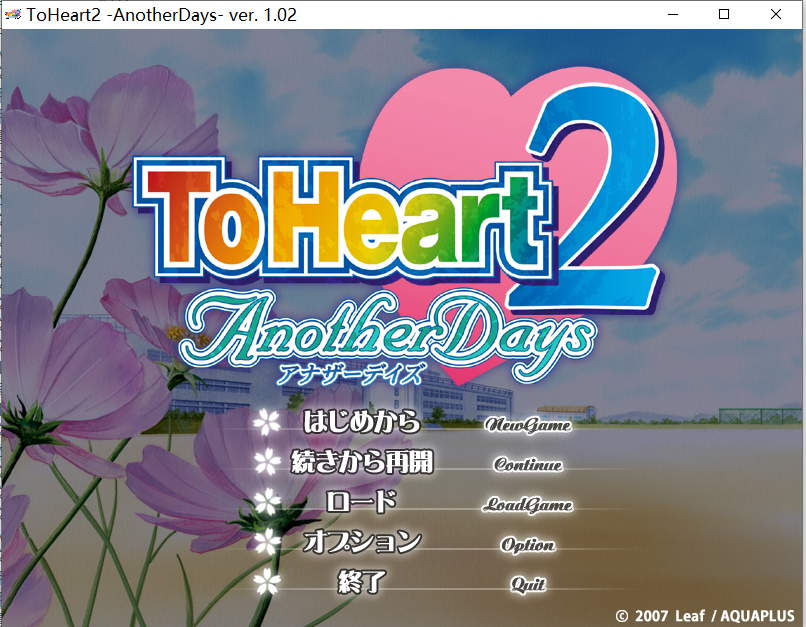 ToHeart2 -AnotherDays- ver. 1.02
ToHeart2
AnotherDays
アナザーデイズ
はじめから NewGame
続きから再開 Continue
ロード LoadGame
オプション Option
終了 Quit
© 2007 Leaf / AQUAPLUS